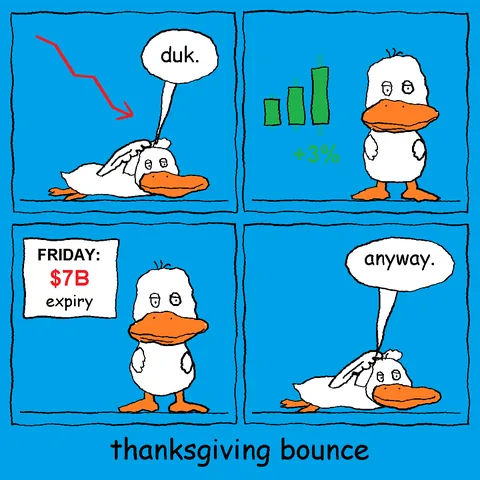 duk.
+3%
FRIDAY:
$7B
expiry
anyway.
thanksgiving bounce